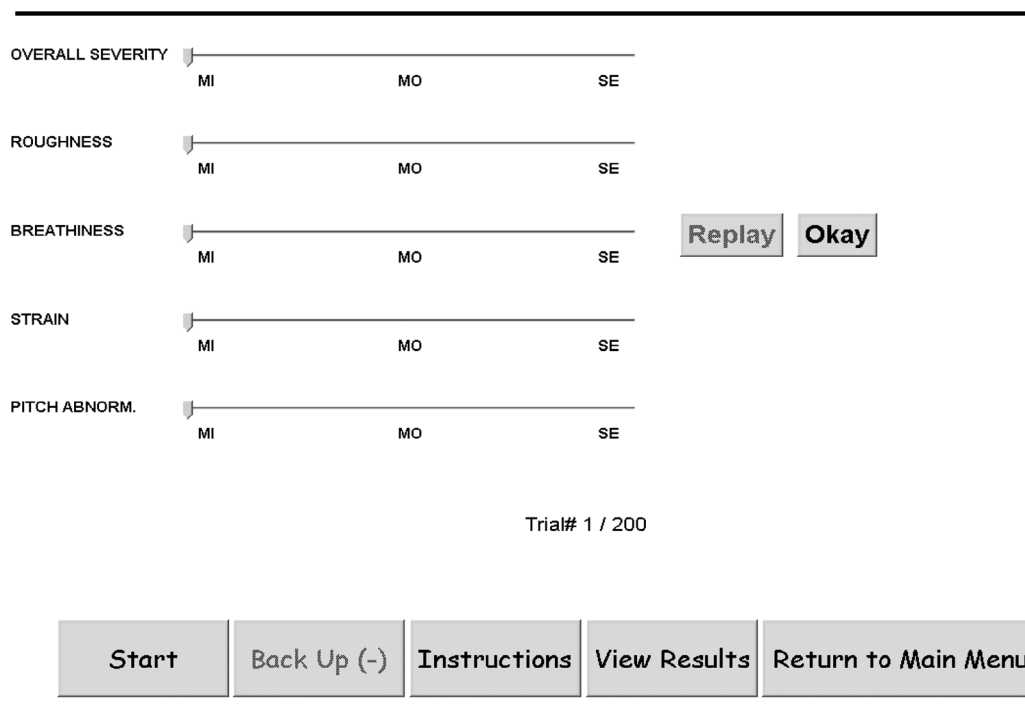 OVERALL SEVERITY
MI MO SE
ROUGHNESS
MI MO SE
BREATHINESS
MI MO SE
Replay Okay
STRAIN
MI MO SE
PITCH ABNORM.
MI MO SE
Trial# 1 / 200
Start Back Up (-) Instructions View Results Return to Main Menu